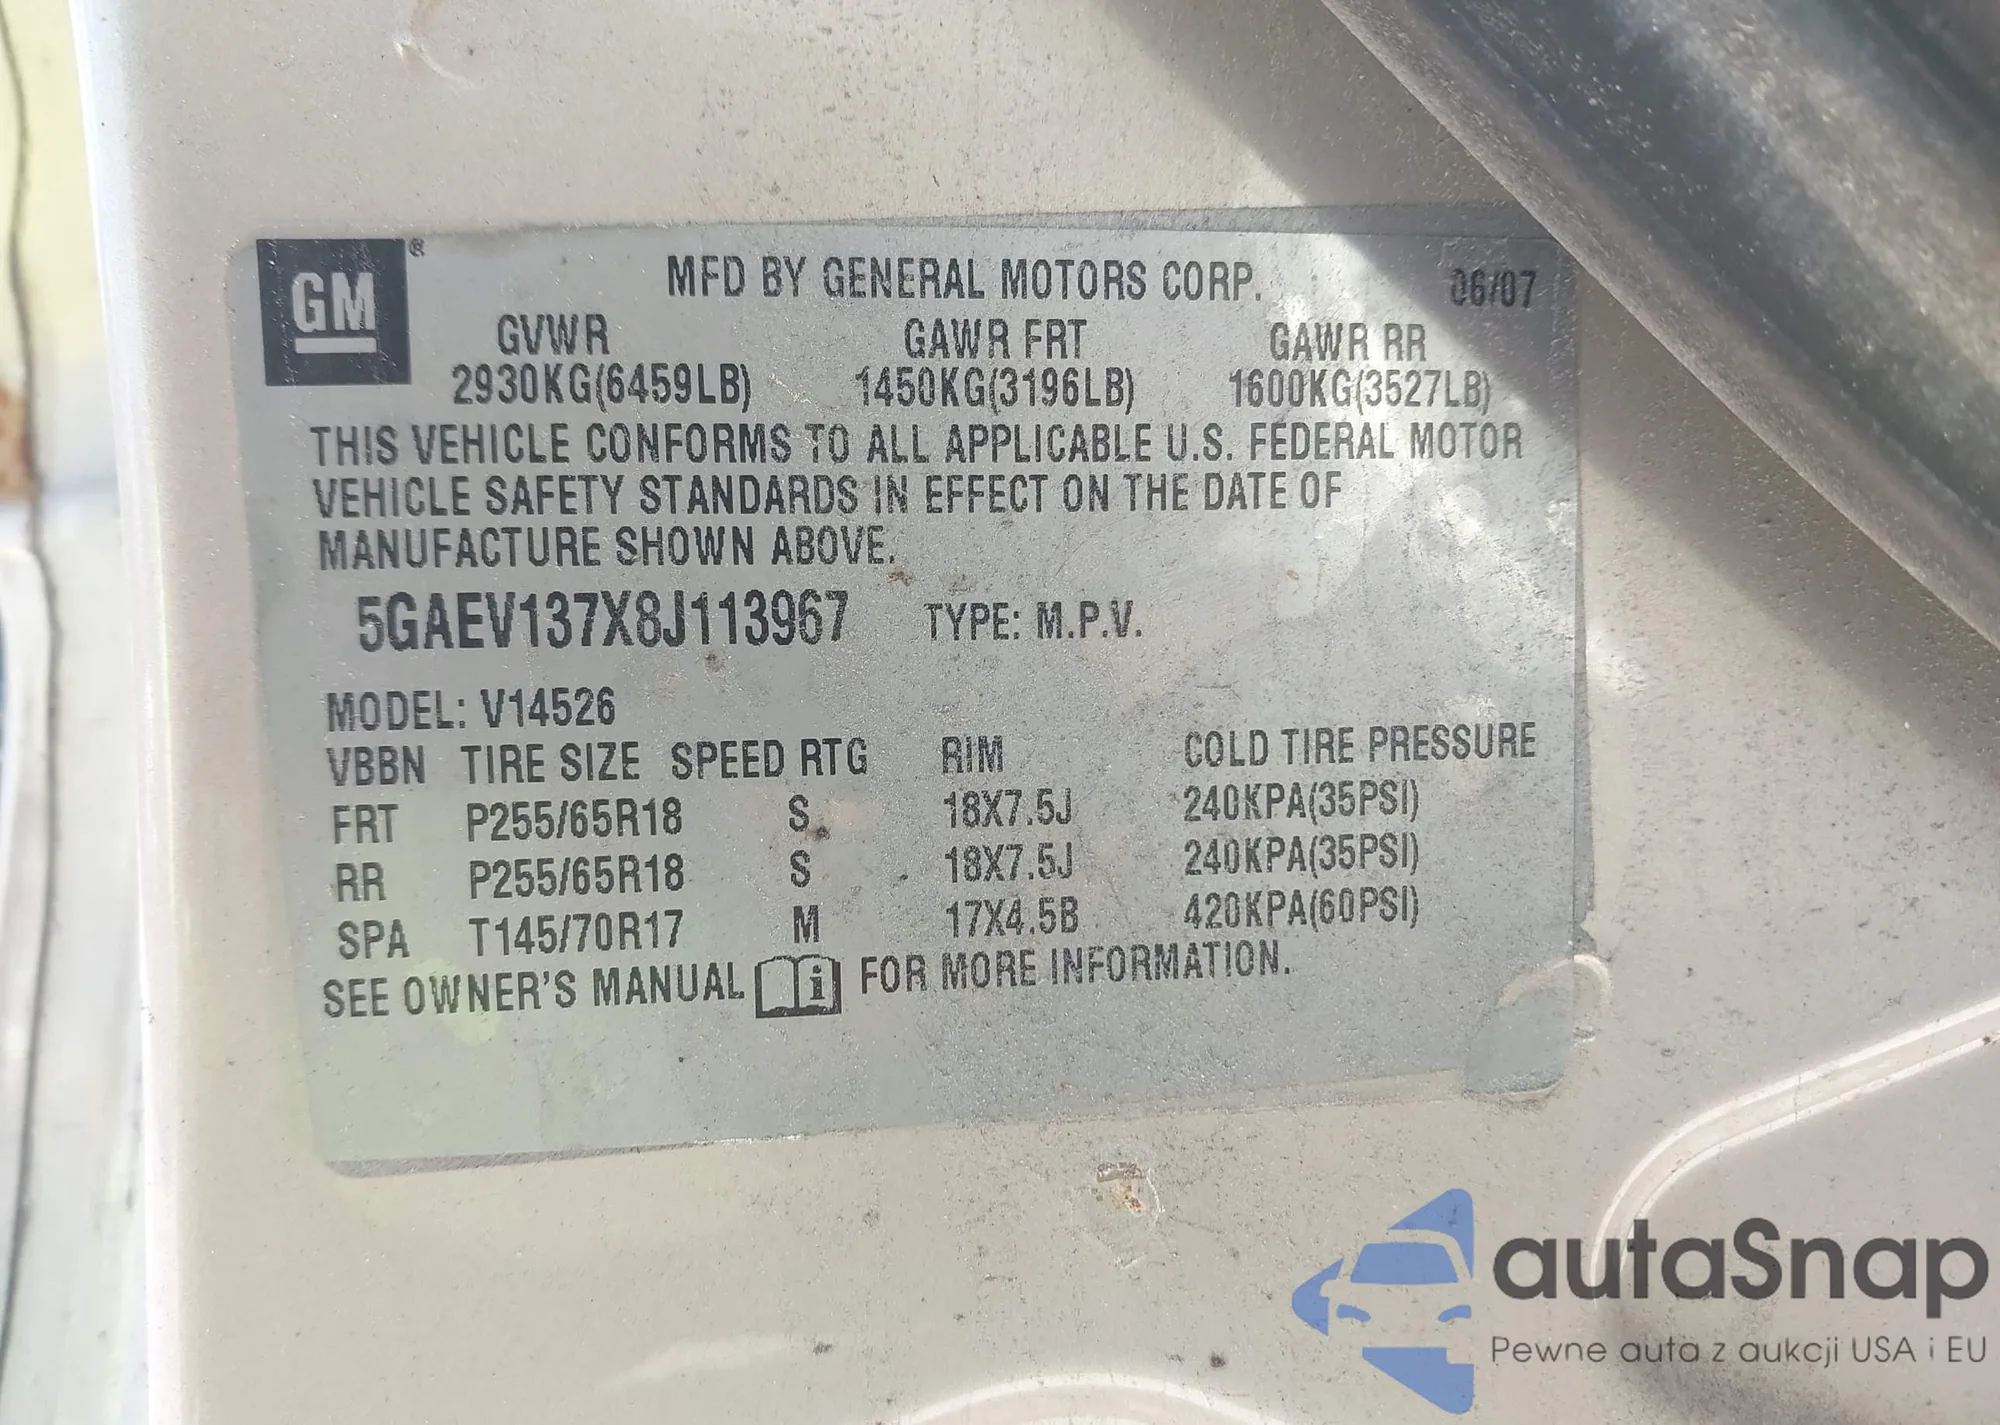 GM®
MFD BY GENERAL MOTORS CORP. 06/07
GVWR GAWR FRT GAWR RR
2930KG(6459LB) 1450KG(3196LB) 1600KG(3527LB)
THIS VEHICLE CONFORMS TO ALL APPLICABLE U.S. FEDERAL MOTOR
VEHICLE SAFETY STANDARDS IN EFFECT ON THE DATE OF
MANUFACTURE SHOWN ABOVE.
5GAEV137X8J113967 TYPE: M.P.V.
MODEL: V14526
VBBN TIRE SIZE SPEED RTG RIM COLD TIRE PRESSURE
FRT P255/65R18 S 18X7.5J 240KPA(35PSI)
RR P255/65R18 S 18X7.5J 240KPA(35PSI)
SPA T145/70R17 M 17X4.5B 420KPA(60PSI)
SEE OWNER'S MANUAL i FOR MORE INFORMATION.
autaSnap
Pewne auta z aukcji USA i EU